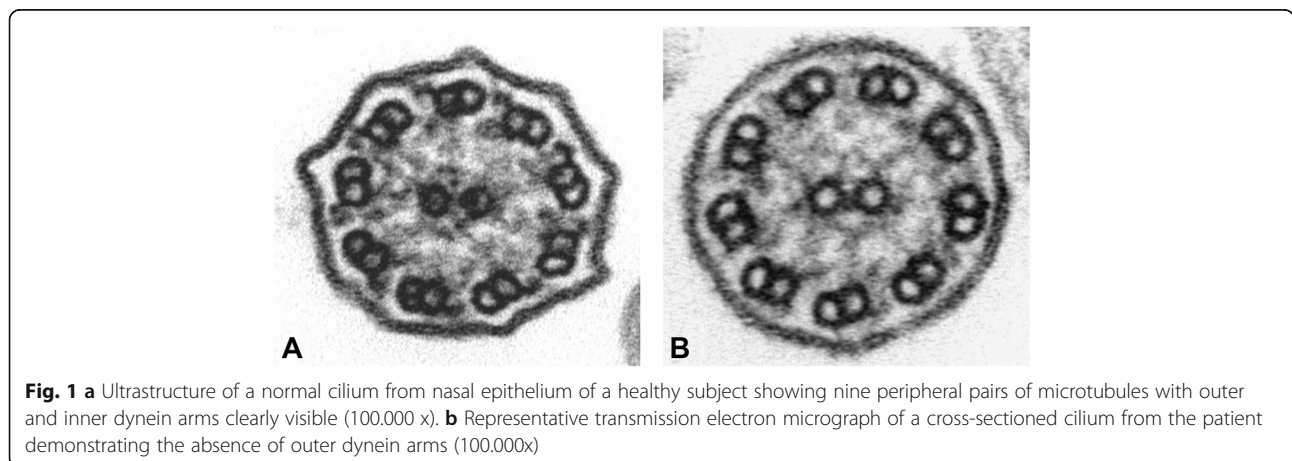 A
B
Fig. 1 a Ultrastructure of a normal cilium from nasal epithelium of a healthy subject showing nine peripheral pairs of microtubules with outer
and inner dynein arms clearly visible (100.000 x). b Representative transmission electron micrograph of a cross-sectioned cilium from the patient
demonstrating the absence of outer dynein arms (100.000x)